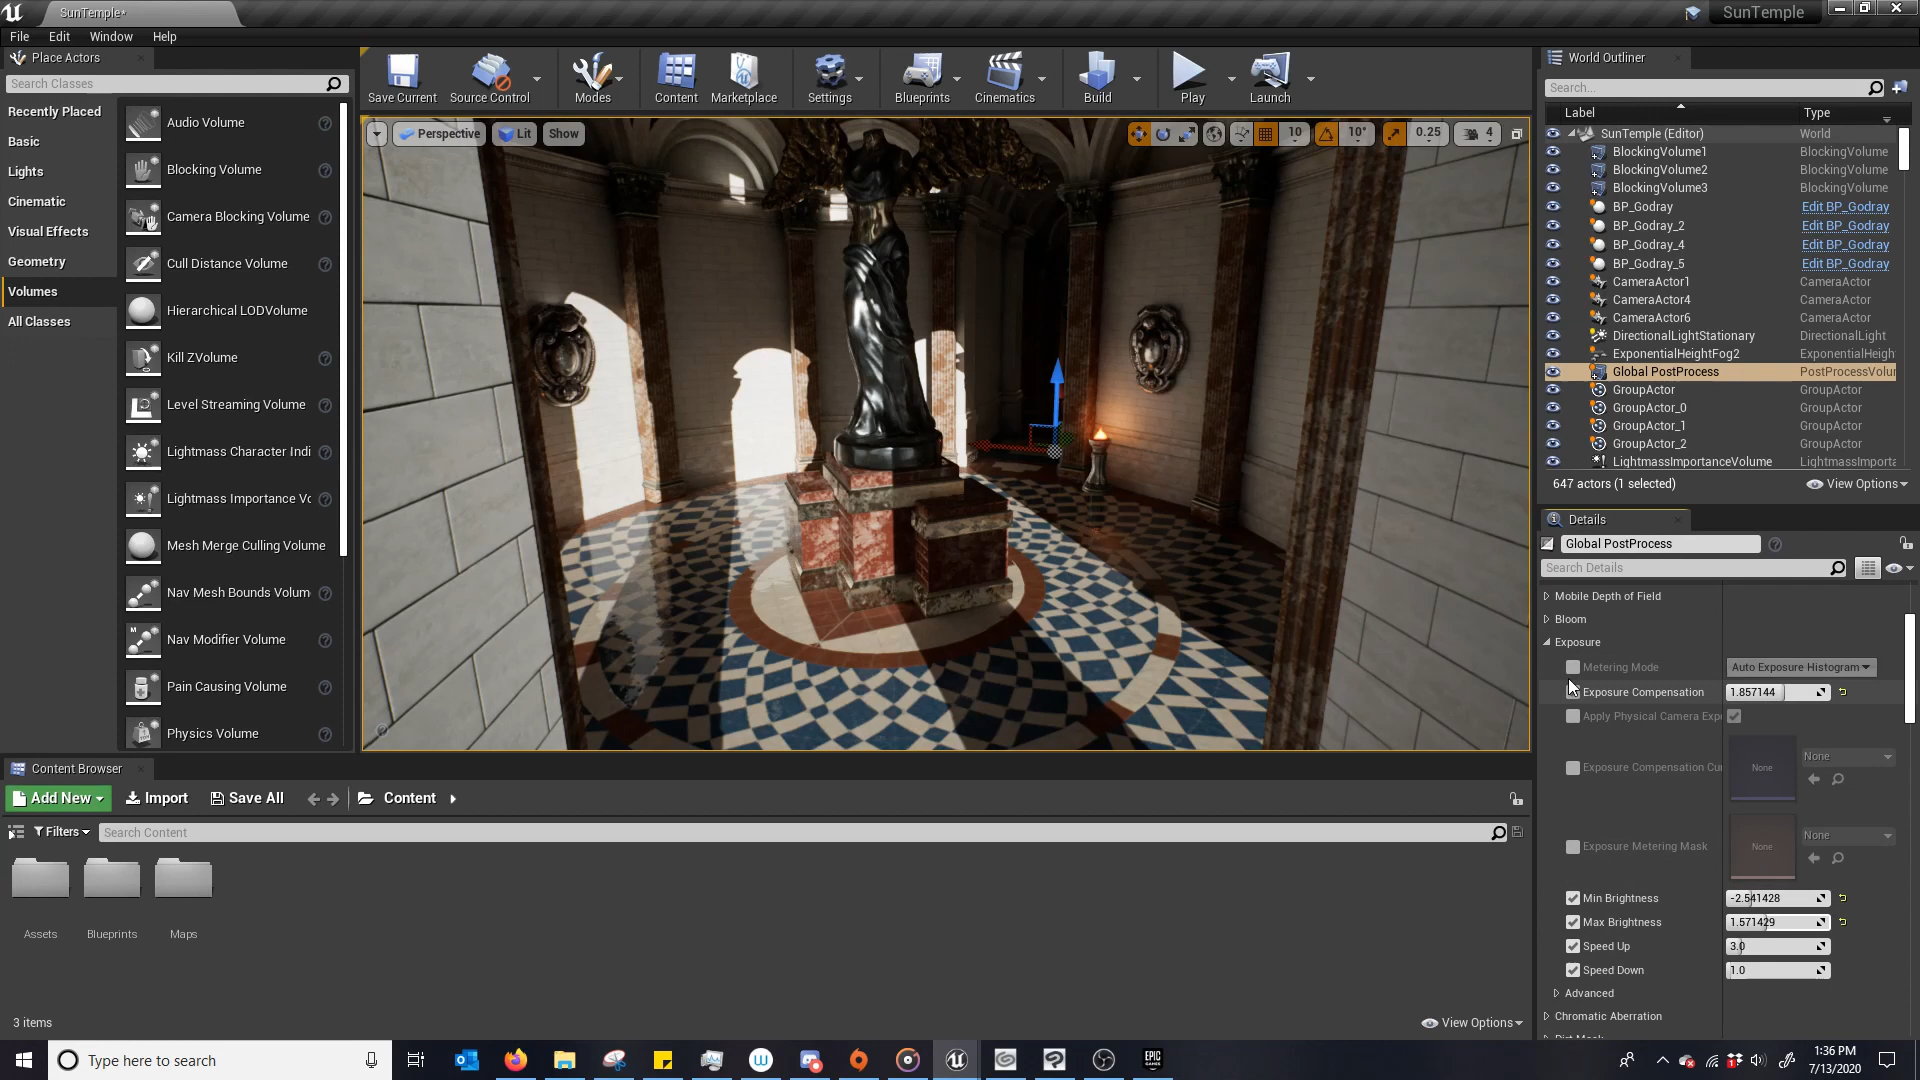 SunTemple*
SunTemple
File Edit Window Help
Place Actors
Search Classes
Recently Placed
Basic
Lights
Cinematic
Visual Effects
Geometry
Volumes
All Classes
Audio Volume
Blocking Volume
Camera Blocking Volume
Cull Distance Volume
Hierarchical LODVolume
Kill ZVolume
Level Streaming Volume
Lightmass Character Indi
Lightmass Importance Vo
Mesh Merge Culling Volume
Nav Mesh Bounds Volum
Nav Modifier Volume
Pain Causing Volume
Physics Volume
Save Current Source Control Modes Content Marketplace Settings Blueprints Cinematics Build Play Launch
Perspective Lit Show
10 10° 0.25 4
World Outliner
Search...
Label Type
SunTemple (Editor) World
BlockingVolume1 BlockingVolume
BlockingVolume2 BlockingVolume
BlockingVolume3 BlockingVolume
BP_Godray Edit BP_Godray
BP_Godray_2 Edit BP_Godray
BP_Godray_4 Edit BP_Godray
BP_Godray_5 Edit BP_Godray
CameraActor1 CameraActor
CameraActor4 CameraActor
CameraActor6 CameraActor
DirectionalLightStationary DirectionalLight
ExponentialHeightFog2 ExponentialHeigh
Global PostProcess PostProcessVolur
GroupActor GroupActor
GroupActor_0 GroupActor
GroupActor_1 GroupActor
GroupActor_2 GroupActor
LightmassImportanceVolume LightmassImporta
647 actors (1 selected) View Options
Details
Global PostProcess
Search Details
Mobile Depth of Field
Bloom
Exposure
Metering Mode Auto Exposure Histogram
Exposure Compensation 1.857144
Apply Physical Camera Expo
Exposure Compensation Cur None None
Exposure Metering Mask None None
Min Brightness -2.541428
Max Brightness 1.571429
Speed Up 3.0
Speed Down 1.0
Advanced
Chromatic Aberration
Dirt Mask
Content Browser
Add New Import Save All Content
Filters Search Content
Assets Blueprints Maps
3 items View Options
Type here to search
EPIC GAMES
1:36 PM
7/13/2020